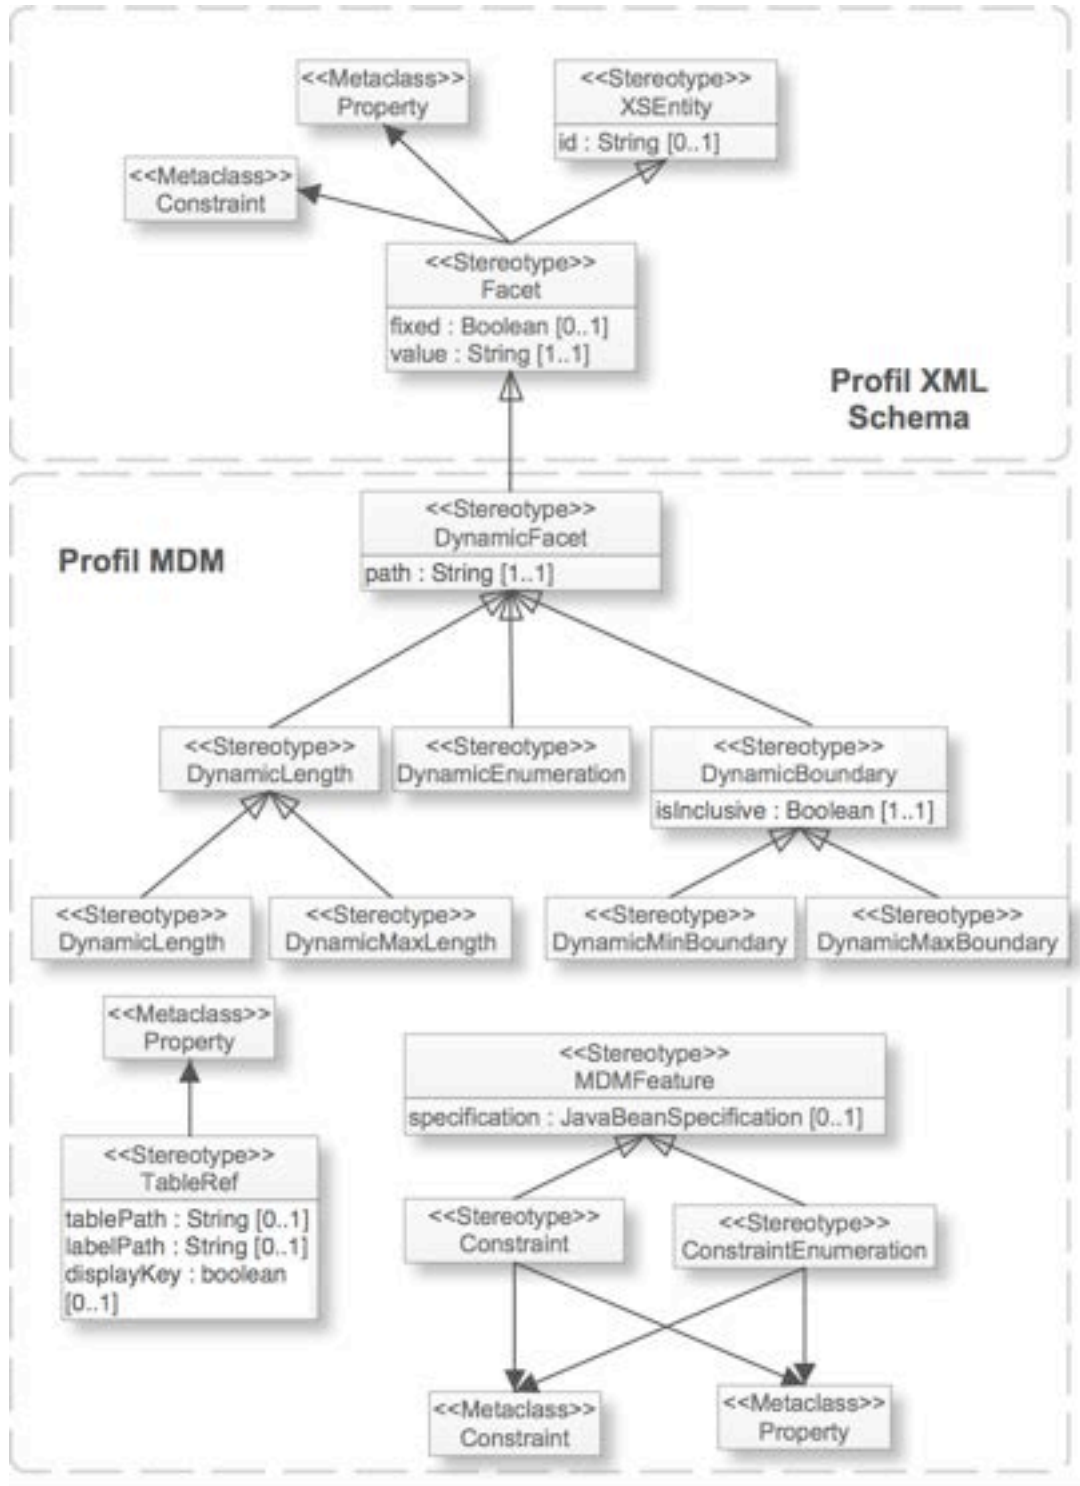 <<Metaclass>>
Property
<<Stereotype>>
XSEntity
id : String [0..1]
<<Metaclass>>
Constraint
<<Stereotype>>
Facet
fixed : Boolean [0..1]
value : String [1..1]
Profil XML
Schema
<<Stereotype>>
DynamicFacet
path : String [1..1]
Profil MDM
<<Stereotype>>
DynamicLength
<<Stereotype>>
DynamicEnumeration
<<Stereotype>>
DynamicBoundary
isInclusive : Boolean [1..1]
<<Stereotype>>
DynamicLength
<<Stereotype>>
DynamicMaxLength
<<Stereotype>>
DynamicMinBoundary
<<Stereotype>>
DynamicMaxBoundary
<<Metaclass>>
Property
<<Stereotype>>
TableRef
tablePath : String [0..1]
labelPath : String [0..1]
displayKey : boolean
[0..1]
<<Stereotype>>
MDMFeature
specification : JavaBeanSpecification [0..1]
<<Stereotype>>
Constraint
<<Stereotype>>
ConstraintEnumeration
<<Metaclass>>
Constraint
<<Metaclass>>
Property